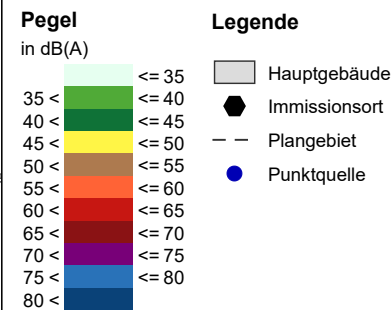 Pegel
in dB(A)
<= 35
35 < <= 40
40 < <= 45
45 < <= 50
50 < <= 55
55 < <= 60
60 < <= 65
65 < <= 70
70 < <= 75
75 < <= 80
80 <
Legende
Hauptgebäude
Immissionsort
Plangebiet
Punktquelle